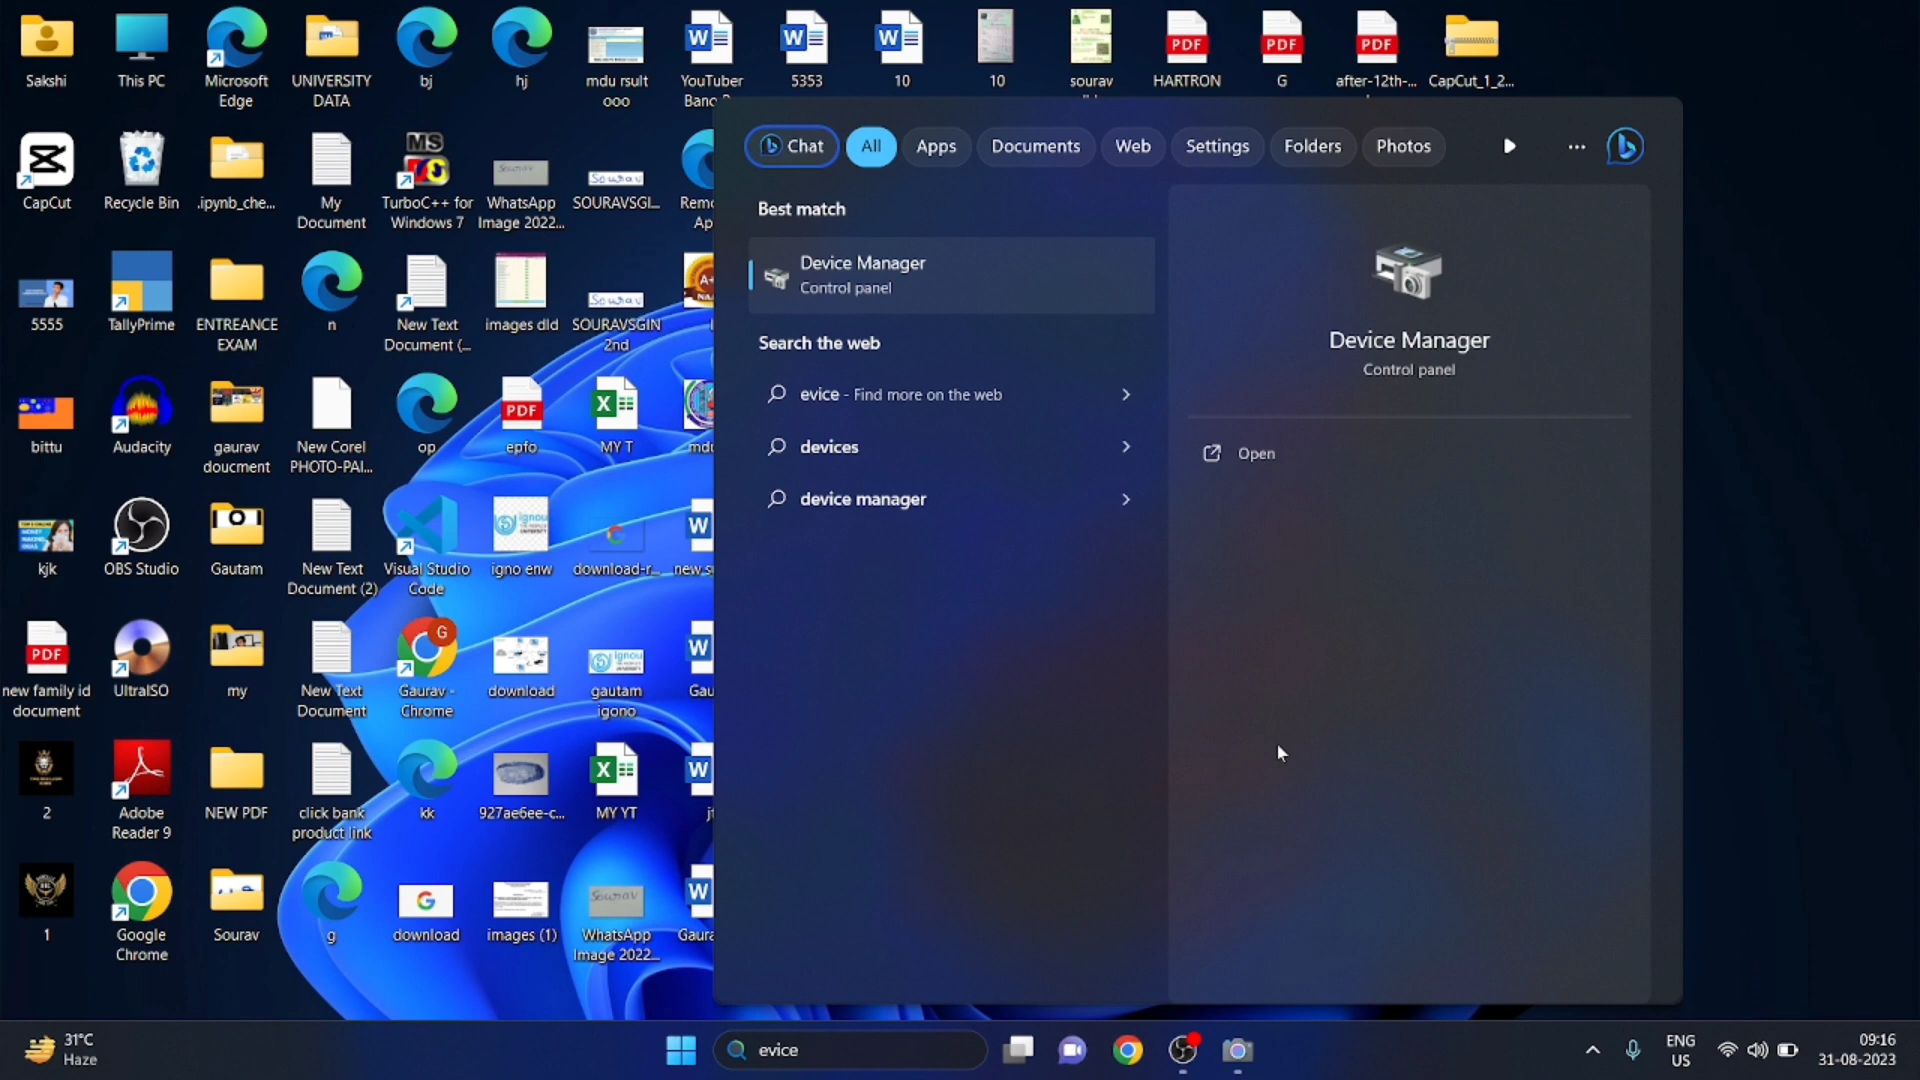 Sakshi
This PC
Microsoft
Edge
UNIVERSITY
DATA
bj
hj
mdu rsult
ooo
YouTuber
5353
10
10
sourav
HARTRON
G
after-12th-...
CapCut_1_2...
CapCut
Recycle Bin
.ipynb_che...
My
Document
TurboC++ for
Windows 7
WhatsApp
Image 2022...
SOURAVSGI...
5555
TallyPrime
ENTREANCE
EXAM
n
New Text
Document (...
images dld
SOURAVSGIN
2nd
bittu
Audacity
gaurav
doucment
New Corel
PHOTO-PAI...
op
epfo
MY T
kjk
OBS Studio
Gautam
New Text
Document (2)
Visual Studio
Code
igno enw
download-r...
new family id
document
UltraISO
my
New Text
Document
Gaurav -
Chrome
download
gautam
igono
2
Adobe
Reader 9
NEW PDF
click bank
product link
kk
927ae6ee-c...
MY YT
1
Google
Chrome
Sourav
g
download
images (1)
WhatsApp
Image 2022...
Chat
All
Apps
Documents
Web
Settings
Folders
Photos
Best match
Device Manager
Control panel
Search the web
evice - Find more on the web
devices
device manager
Device Manager
Control panel
Open
31°C
Haze
evice
ENG
US
09:16
31-08-2023